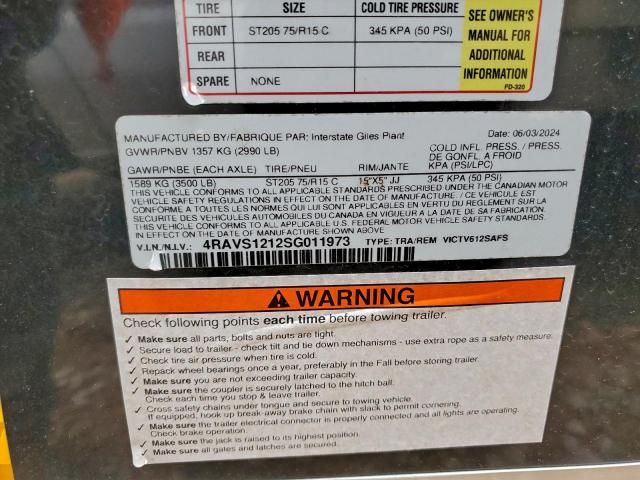 TIRE SIZE COLD TIRE PRESSURE
FRONT ST205 75/R15 C 345 KPA (50 PSI)
REAR
SPARE NONE
SEE OWNER'S
MANUAL FOR
ADDITIONAL
INFORMATION
FD-320
MANUFACTURED BY/FABRIQUE PAR: Interstate Giles Plant Date: 06/03/2024
GVWR/PNBV 1357 KG (2990 LB) COLD INFL. PRESS. / PRESS.
DE GONFL A FROID
GAWR/PNBE (EACH AXLE) TIRE/PNEU RIM/JANTE KPA (PSI/LPC)
1589 KG (3500 LB) ST205 75/R15 C 15"X5" JJ 345 KPA (50 PSI)
THIS VEHICLE CONFORMS TO ALL APPLICABLE STANDARDS PRESCRIBED UNDER THE CANADIAN MOTOR
VEHICLE SAFETY REGULATIONS IN EFFECT ON THE DATE OF MANUFACTURE / CE VEHICULE EST
CONFORME A TOUTES LES NORMES QUI LUI SONT APPLICABLES EN VERTU DU REGLEMENT SUR LA
SECURITE DES VEHICULES AUTOMOBILES DU CANADA EN VIGUEUR A LA DATE DE SA FABRICATION
THIS VEHICLE CONFORMS TO ALL APPLICABLE U.S. FEDERAL MOTOR VEHICLE SAFETY STANDARDS
IN EFFECT ON THE DATE OF MANUFACTURE SHOWN ABOVE
V.I.N./N.I.V.: 4RAVS1212SG011973 TYPE: TRA/REM VICTV612SAFS
WARNING
Check following points each time before towing trailer.
✓ Make sure all parts, bolts and nuts are tight.
✓ Secure load to trailer - check tilt and tie down mechanisms - use extra rope as a safety measure.
✓ Check tire air pressure when tire is cold.
✓ Repack wheel bearings once a year, preferably in the Fall before storing trailer.
✓ Make sure you are not exceeding trailer capacity.
✓ Make sure the coupler is securely latched to the hitch ball.
Check each time you stop & leave trailer.
✓ Cross safety chains under tongue and secure to towing vehicle.
If equipped, hook up break-away brake chain with slack to permit cornering.
✓ Make sure the trailer electrical connector is properly connected and all lights are operating.
Check brake operation.
✓ Make sure the jack is raised to its highest position.
✓ Make sure all gates and latches are secured.